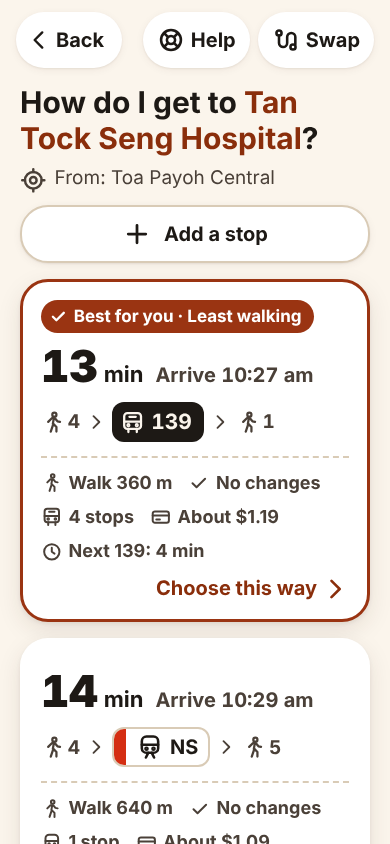 Back
Help
Swap
How do I get to Tan
Tock Seng Hospital?
From: Toa Payoh Central
Add a stop
Best for you · Least walking
13 min Arrive 10:27 am
4 139 1
Walk 360 m No changes
4 stops About $1.19
Next 139: 4 min
Choose this way
14 min Arrive 10:29 am
4 NS 5
Walk 640 m No changes
1 stop About $1.09